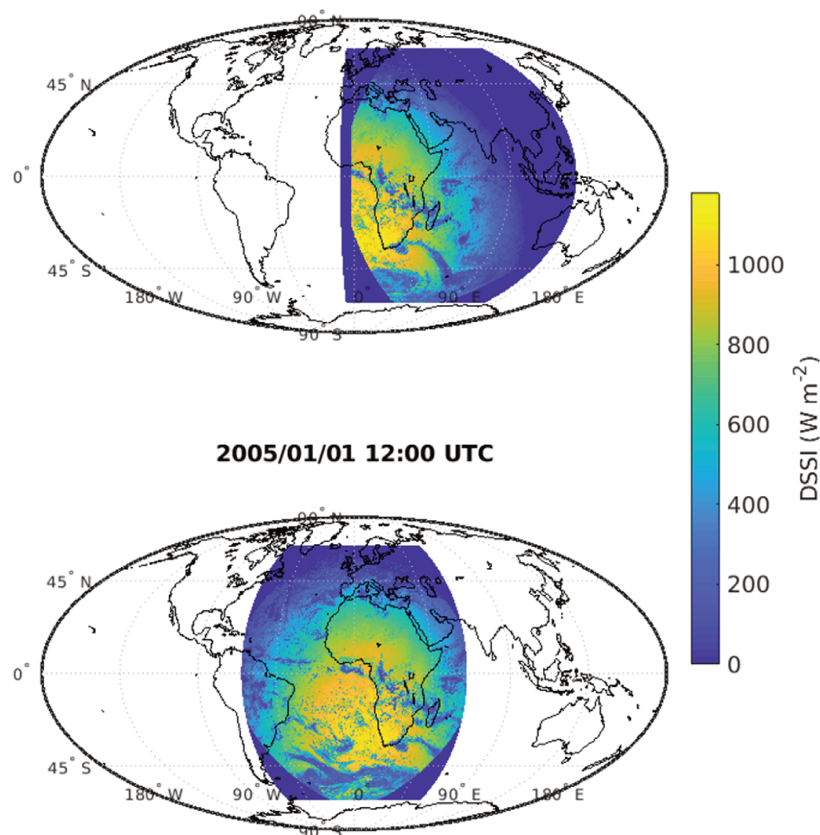 90° N
45° N
0°
45° S
180° W 90° W 0° 90° E 180° E
90° S
1000
800
600
400
200
0
DSSI (W m-2)
2005/01/01 12:00 UTC
90° N
45° N
0°
45° S
180° W 90° W 0° 90° E 180° E
90° S